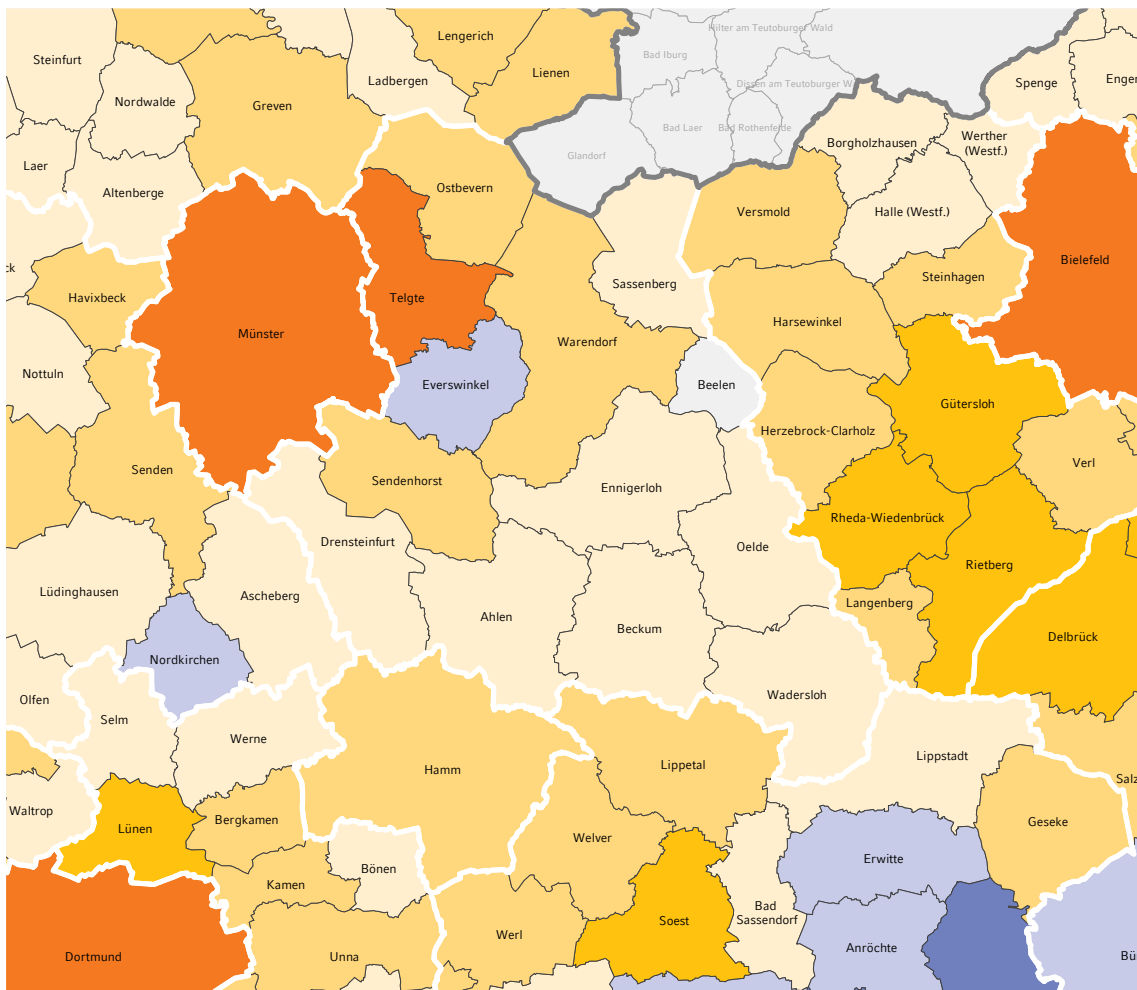 Hilter am Teutoburger Wald
Lengerich
Bad Iburg
Steinfurt
Lienen
Ladbergen
Spenge
Enger
Dissen am Teutoburger W
Nordwalde
Greven
Bad Laer
Bad Rothenfelde
Borgholzhausen
Werther
(Westf.)
Glandorf
Laer
Altenberge
Ostbevern
Versmold
Halle (Westf.)
Bielefeld
ck
Steinhagen
Havixbeck
Telgte
Sassenberg
Harsewinkel
Münster
Warendorf
Nottuln
Everswinkel
Beelen
Gütersloh
Herzebrock-Clarholz
Senden
Verl
Sendenhorst
Ennigerloh
Rheda-Wiedenbrück
Drensteinfurt
Oelde
Rietberg
Lüdinghausen
Ascheberg
Langenberg
Ahlen
Beckum
Delbrück
Nordkirchen
Wadersloh
Olfen
Selm
Werne
Lippstadt
Hamm
Lippetal
Salz
Waltrop
Bergkamen
Geseke
Lünen
Welver
Erwitte
Bönen
Kamen
Bad
Sassendorf
Soest
Werl
Anröchte
Dortmund
Unna
Bü